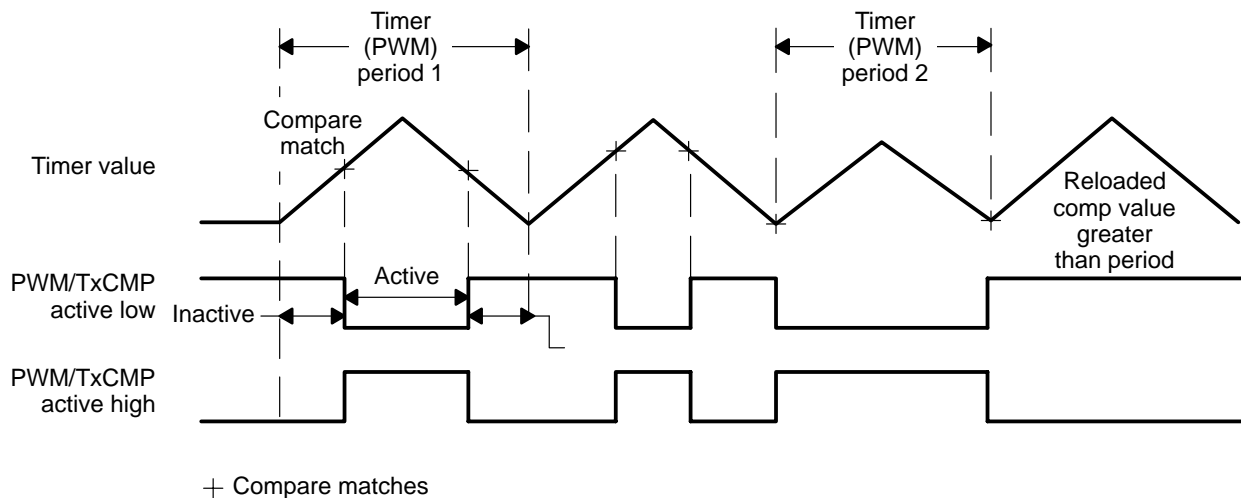 Timer
(PWM)
period 1
Timer
(PWM)
period 2
Compare
match
Timer value
Reloaded
comp value
greater
than period
PWM/TxCMP
active low
Active
Inactive
PWM/TxCMP
active high
Compare matches